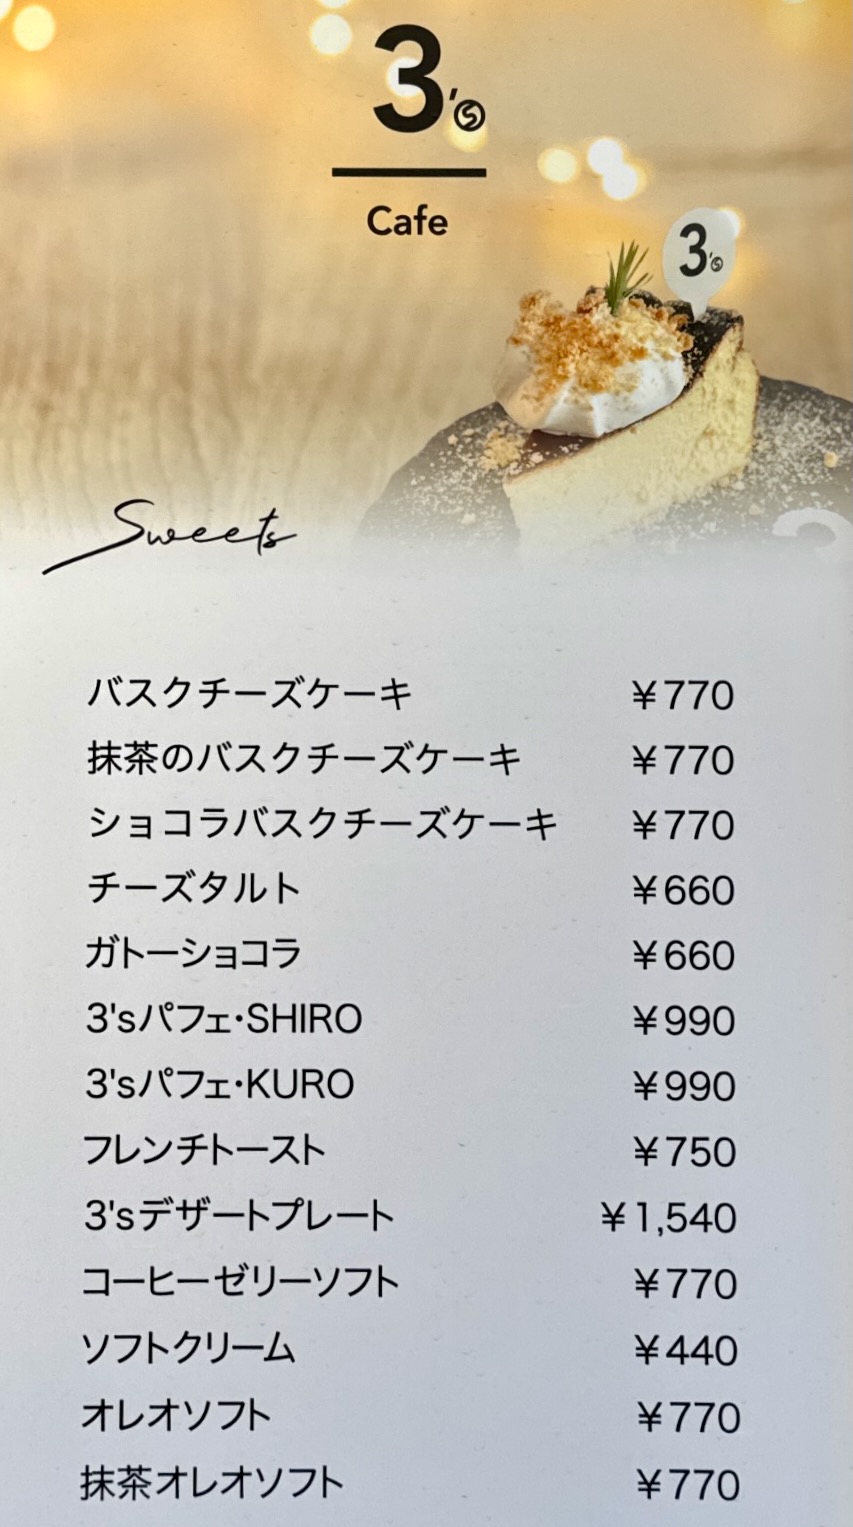 3's
Cafe
3's
Sweets
バスクチーズケーキ ¥770
抹茶のバスクチーズケーキ ¥770
ショコラバスクチーズケーキ ¥770
チーズタルト ¥660
ガトーショコラ ¥660
3'sパフェ・SHIRO ¥990
3'sパフェ・KURO ¥990
フレンチトースト ¥750
3'sデザートプレート ¥1,540
コーヒーゼリーソフト ¥770
ソフトクリーム ¥440
オレオソフト ¥770
抹茶オレオソフト ¥770